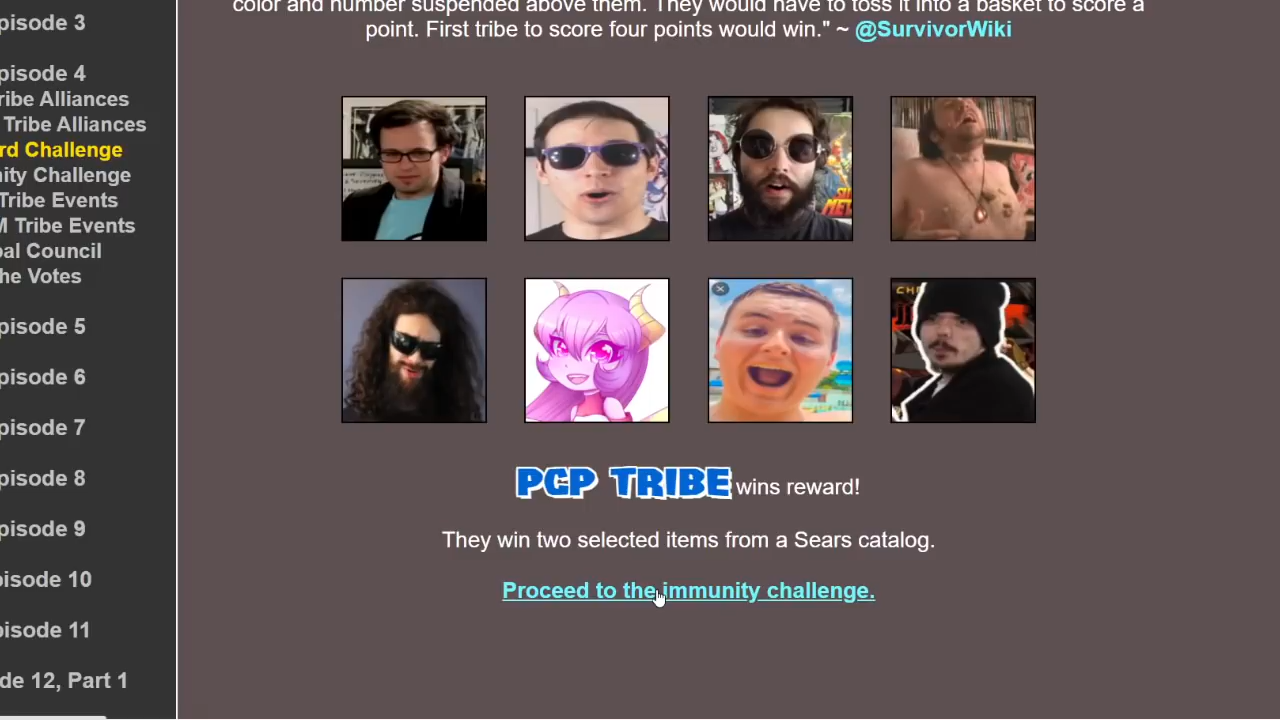 pisode 3
pisode 4
ribe Alliances
Tribe Alliances
rd Challenge
nity Challenge
Tribe Events
M Tribe Events
bal Council
he Votes
pisode 5
pisode 6
pisode 7
pisode 8
pisode 9
pisode 10
pisode 11
de 12, Part 1
color and number suspended above them. They would have to toss it into a basket to score a
point. First tribe to score four points would win." ~ @SurvivorWiki
PCP TRIBE wins reward!
They win two selected items from a Sears catalog.
Proceed to the immunity challenge.